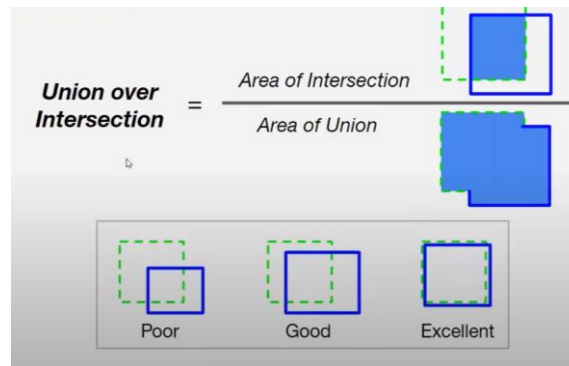 Union over
Intersection
=
Area of Intersection
Area of Union
Poor
Good
Excellent